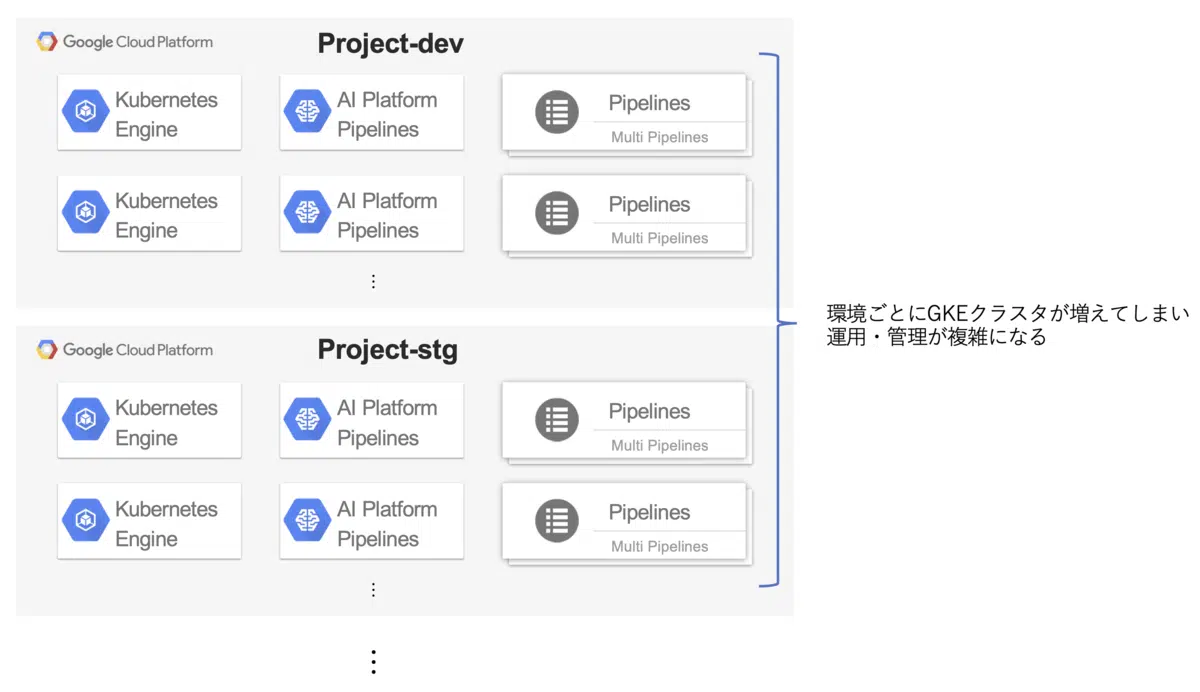 Google Cloud Platform
Project-dev
Kubernetes
Engine
AI Platform
Pipelines
Pipelines
Multi Pipelines
Kubernetes
Engine
AI Platform
Pipelines
Pipelines
Multi Pipelines
環境ごとにGKEクラスタが増えてしまい
運用・管理が複雑になる
Google Cloud Platform
Project-stg
Kubernetes
Engine
AI Platform
Pipelines
Pipelines
Multi Pipelines
Kubernetes
Engine
AI Platform
Pipelines
Pipelines
Multi Pipelines